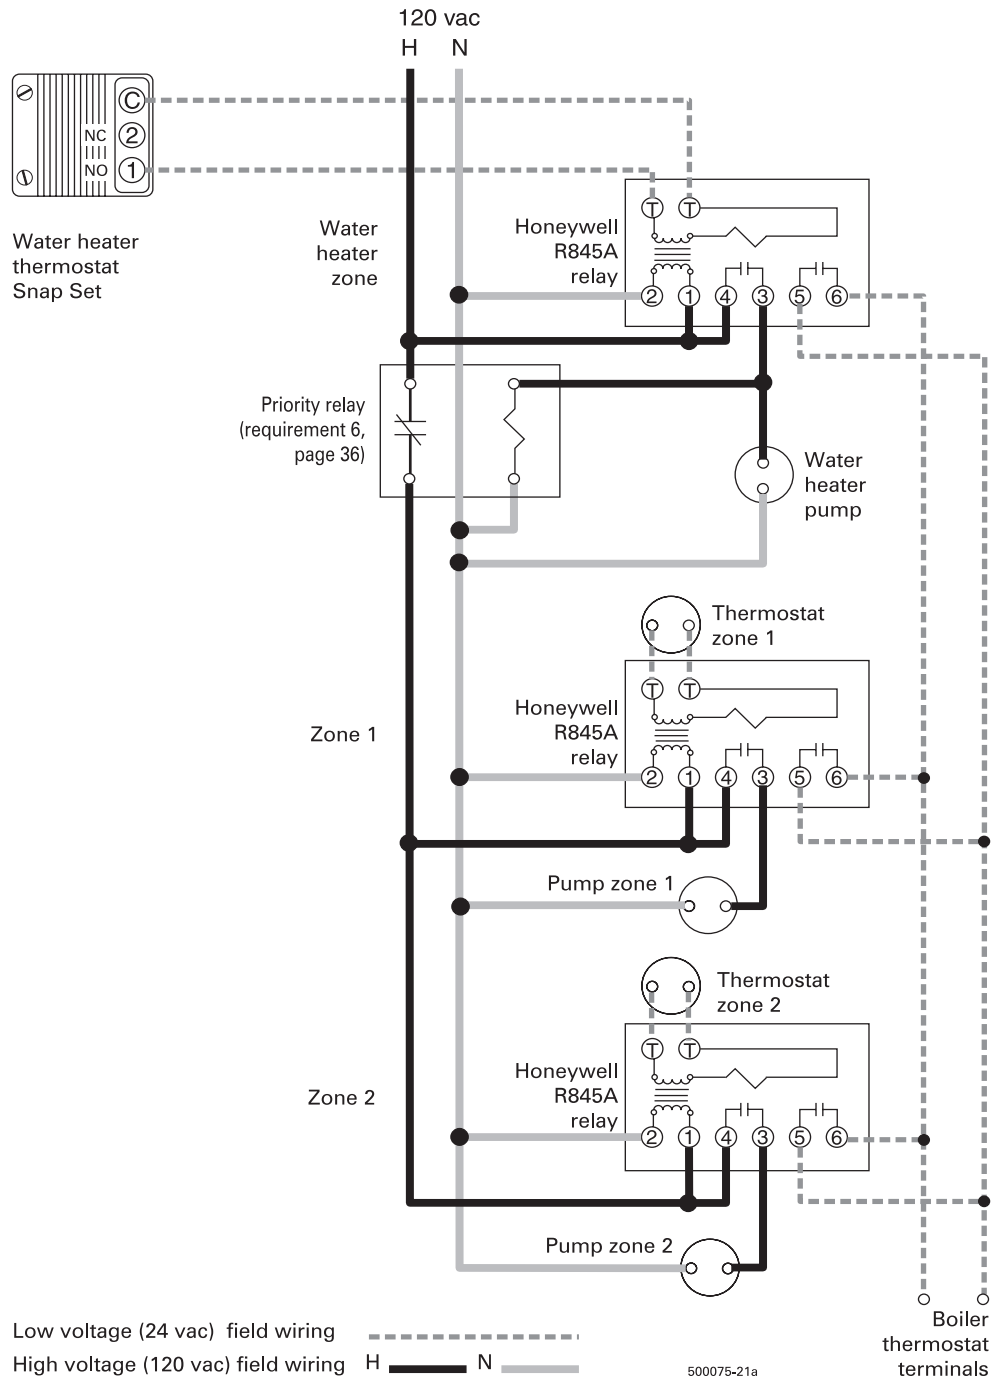 120 vac
H N
C
NC 2
NO 1
Water heater
thermostat
Snap Set
Water
heater
zone
Honeywell
R845A
relay
T T
2 1 4 3 5 6
Priority relay
(requirement 6,
page 36)
Water
heater
pump
Thermostat
zone 1
Zone 1
Honeywell
R845A
relay
T T
2 1 4 3 5 6
Pump zone 1
Thermostat
zone 2
Zone 2
Honeywell
R845A
relay
T T
2 1 4 3 5 6
Pump zone 2
Boiler
thermostat
terminals
Low voltage (24 vac) field wiring
High voltage (120 vac) field wiring H N
500075-21a